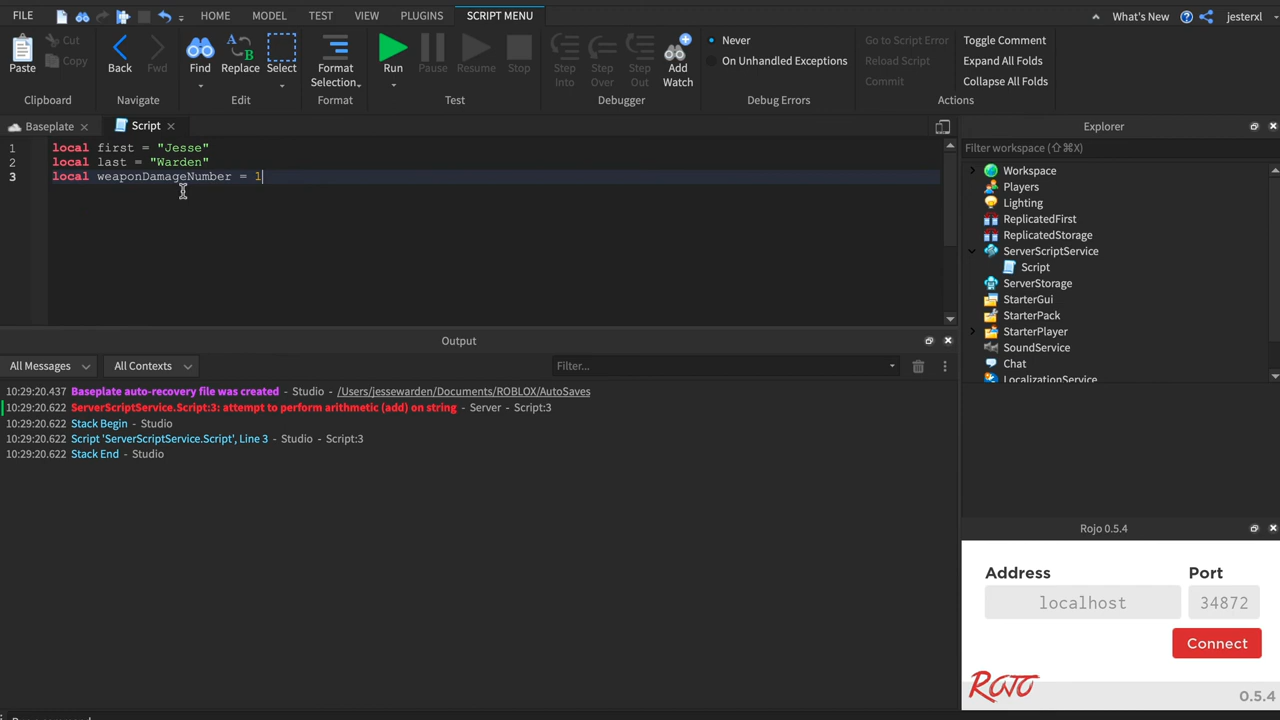 FILE HOME MODEL TEST VIEW PLUGINS SCRIPT MENU What's New jesterxl
Paste Cut Copy Back Fwd Find Replace Select Format Selection Run Pause Resume Stop Step Into Step Over Step Out Add Watch Never On Unhandled Exceptions Go to Script Error Reload Script Commit Toggle Comment Expand All Folds Collapse All Folds
Clipboard Navigate Edit Format Test Debugger Debug Errors Actions
Baseplate Script
1 local first = "Jesse"
2 local last = "Warden"
3 local weaponDamageNumber = 1
Output
All Messages All Contexts Filter...
10:29:20.437 Baseplate auto-recovery file was created - Studio - /Users/jessewarden/Documents/ROBLOX/AutoSaves
10:29:20.622 ServerScriptService.Script:3: attempt to perform arithmetic (add) on string - Server - Script:3
10:29:20.622 Stack Begin - Studio
10:29:20.622 Script 'ServerScriptService.Script', Line 3 - Studio - Script:3
10:29:20.622 Stack End - Studio
Explorer
Filter workspace (⇧⌘X)
Workspace
Players
Lighting
ReplicatedFirst
ReplicatedStorage
ServerScriptService
Script
ServerStorage
StarterGui
StarterPack
StarterPlayer
SoundService
Chat
LocalizationService
Rojo 0.5.4
Address Port
localhost 34872
Connect
ROJO 0.5.4